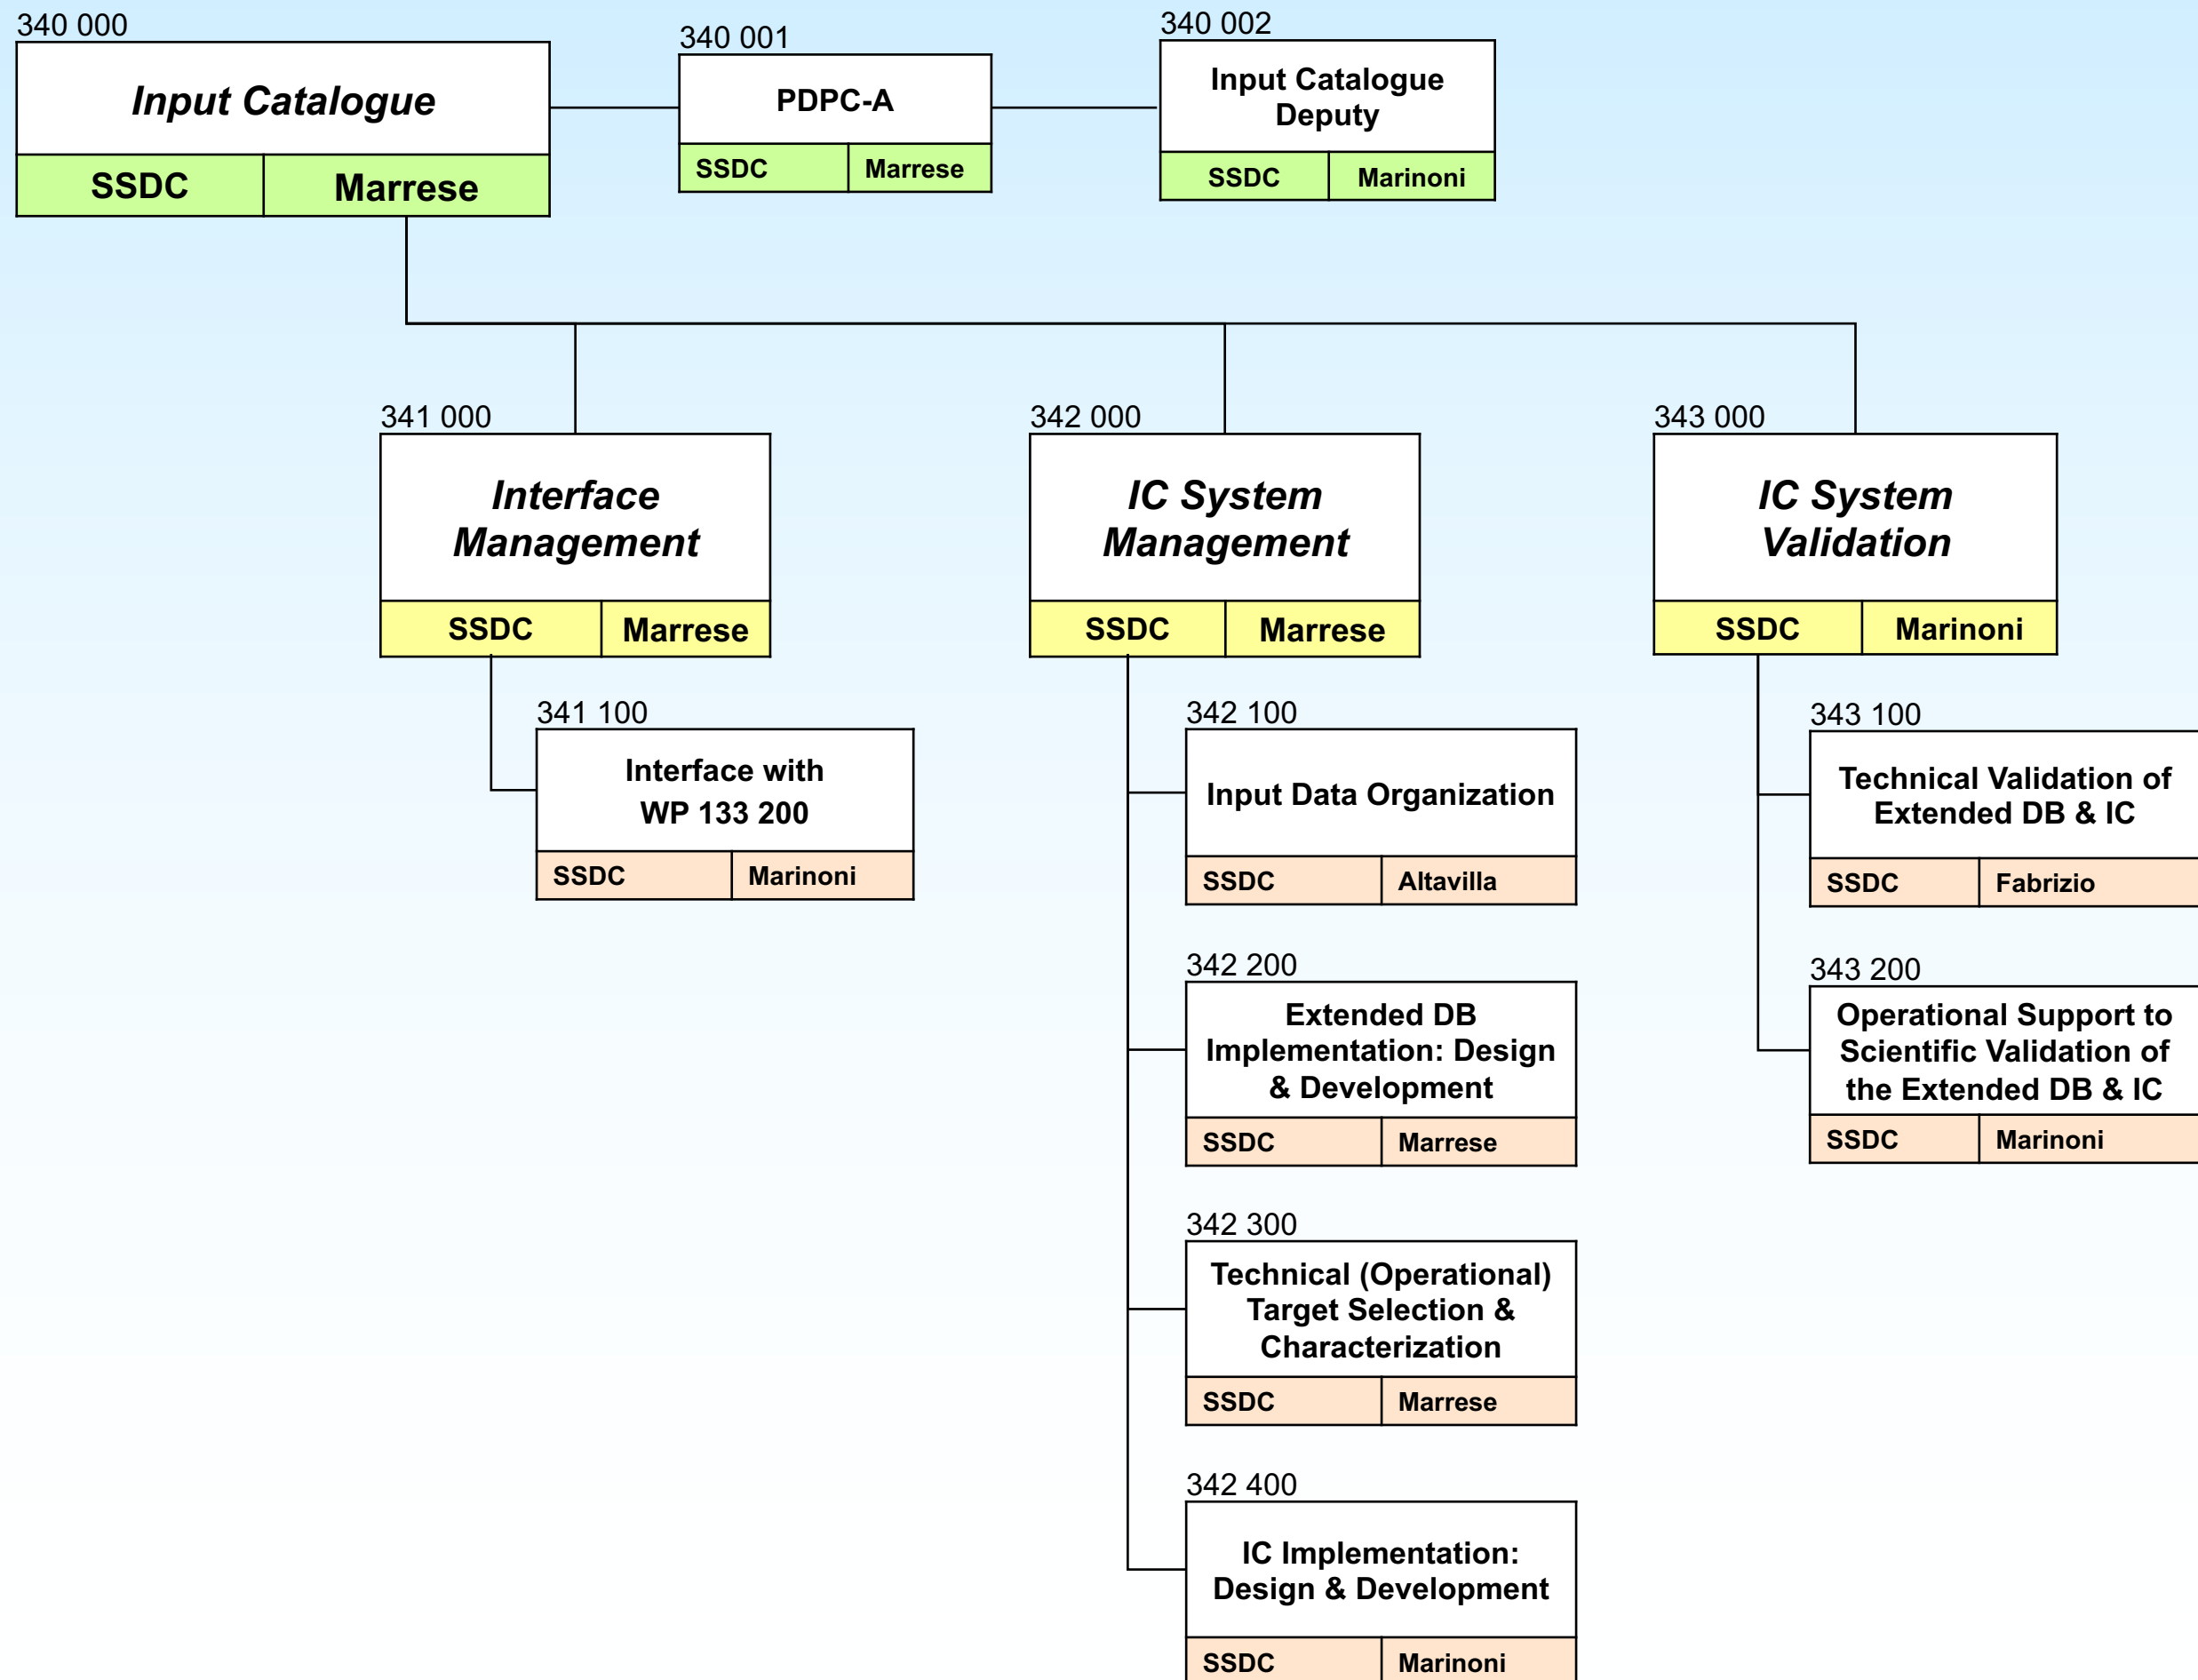 340 000
Input Catalogue
SSDC Marrese
340 001
PDPC-A
SSDC Marrese
340 002
Input Catalogue
Deputy
SSDC Marinoni
341 000
Interface
Management
SSDC Marrese
341 100
Interface with
WP 133 200
SSDC Marinoni
342 000
IC System
Management
SSDC Marrese
342 100
Input Data Organization
SSDC Altavilla
342 200
Extended DB
Implementation: Design
& Development
SSDC Marrese
342 300
Technical (Operational)
Target Selection &
Characterization
SSDC Marrese
342 400
IC Implementation:
Design & Development
SSDC Marinoni
343 000
IC System
Validation
SSDC Marinoni
343 100
Technical Validation of
Extended DB & IC
SSDC Fabrizio
343 200
Operational Support to
Scientific Validation of
the Extended DB & IC
SSDC Marinoni